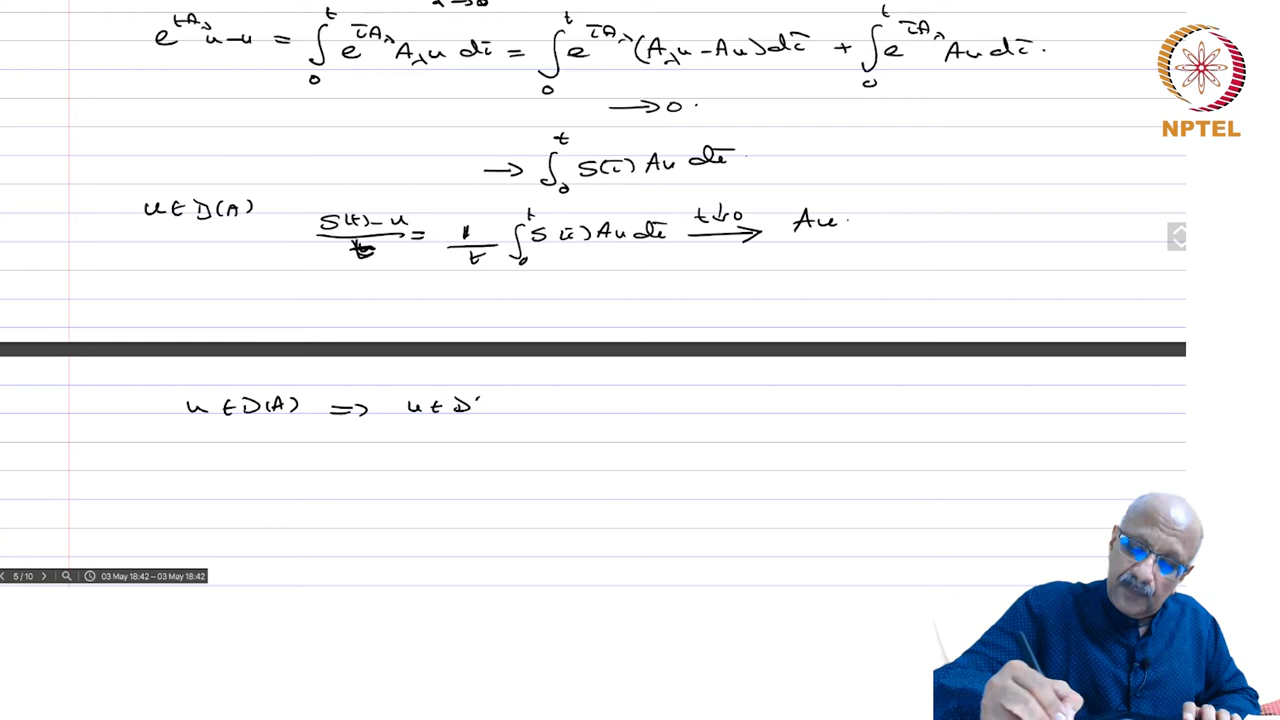 e^{tA_λ}u-u = ∫_0^t e^{τA_λ} A_λ u dτ = ∫_0^t e^{τA_λ} (A_λ u - Au) dτ + ∫_0^t e^{τA_λ} Au dτ.
→ 0.
→ ∫_0^t S(τ) Au dτ
NPTEL
u ∈ D(A) S(t)-u / t = 1/t ∫_0^t S(τ) Au dτ t↓0 → Au.
u ∈ D(A) => u ∈ D
5 / 10 03 May 18:42 – 03 May 18:42